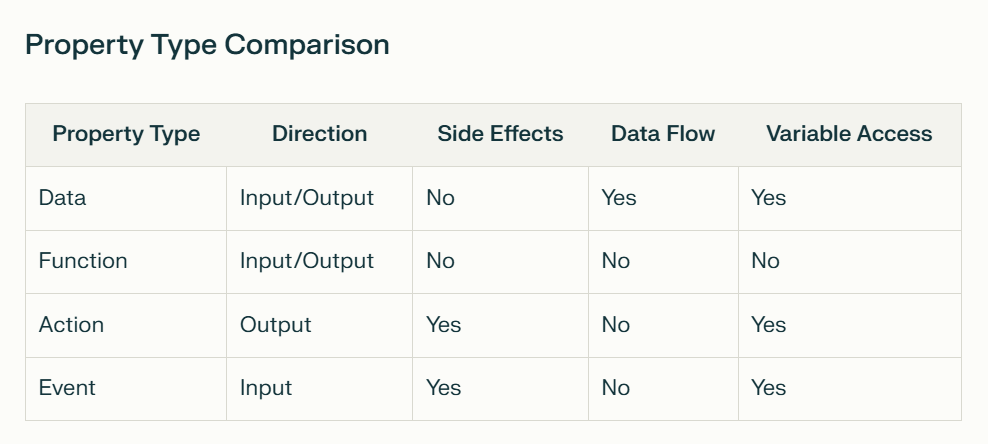 Property Type Comparison
Property Type Direction Side Effects Data Flow Variable Access
Data Input/Output No Yes Yes
Function Input/Output No No No
Action Output Yes No Yes
Event Input Yes No Yes